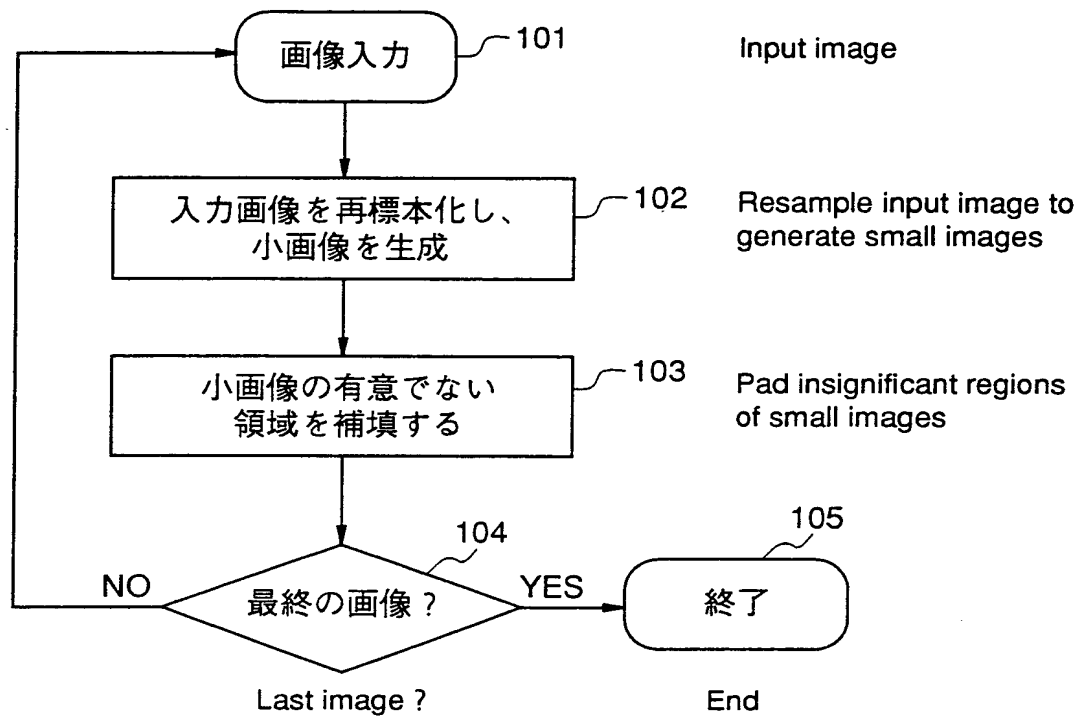 画像入力
101
Input image
入力画像を再標本化し、
小画像を生成
102
Resample input image to
generate small images
小画像の有意でない
領域を補填する
103
Pad insignificant regions
of small images
104
105
NO
最終の画像？
YES
終了
Last image ?
End